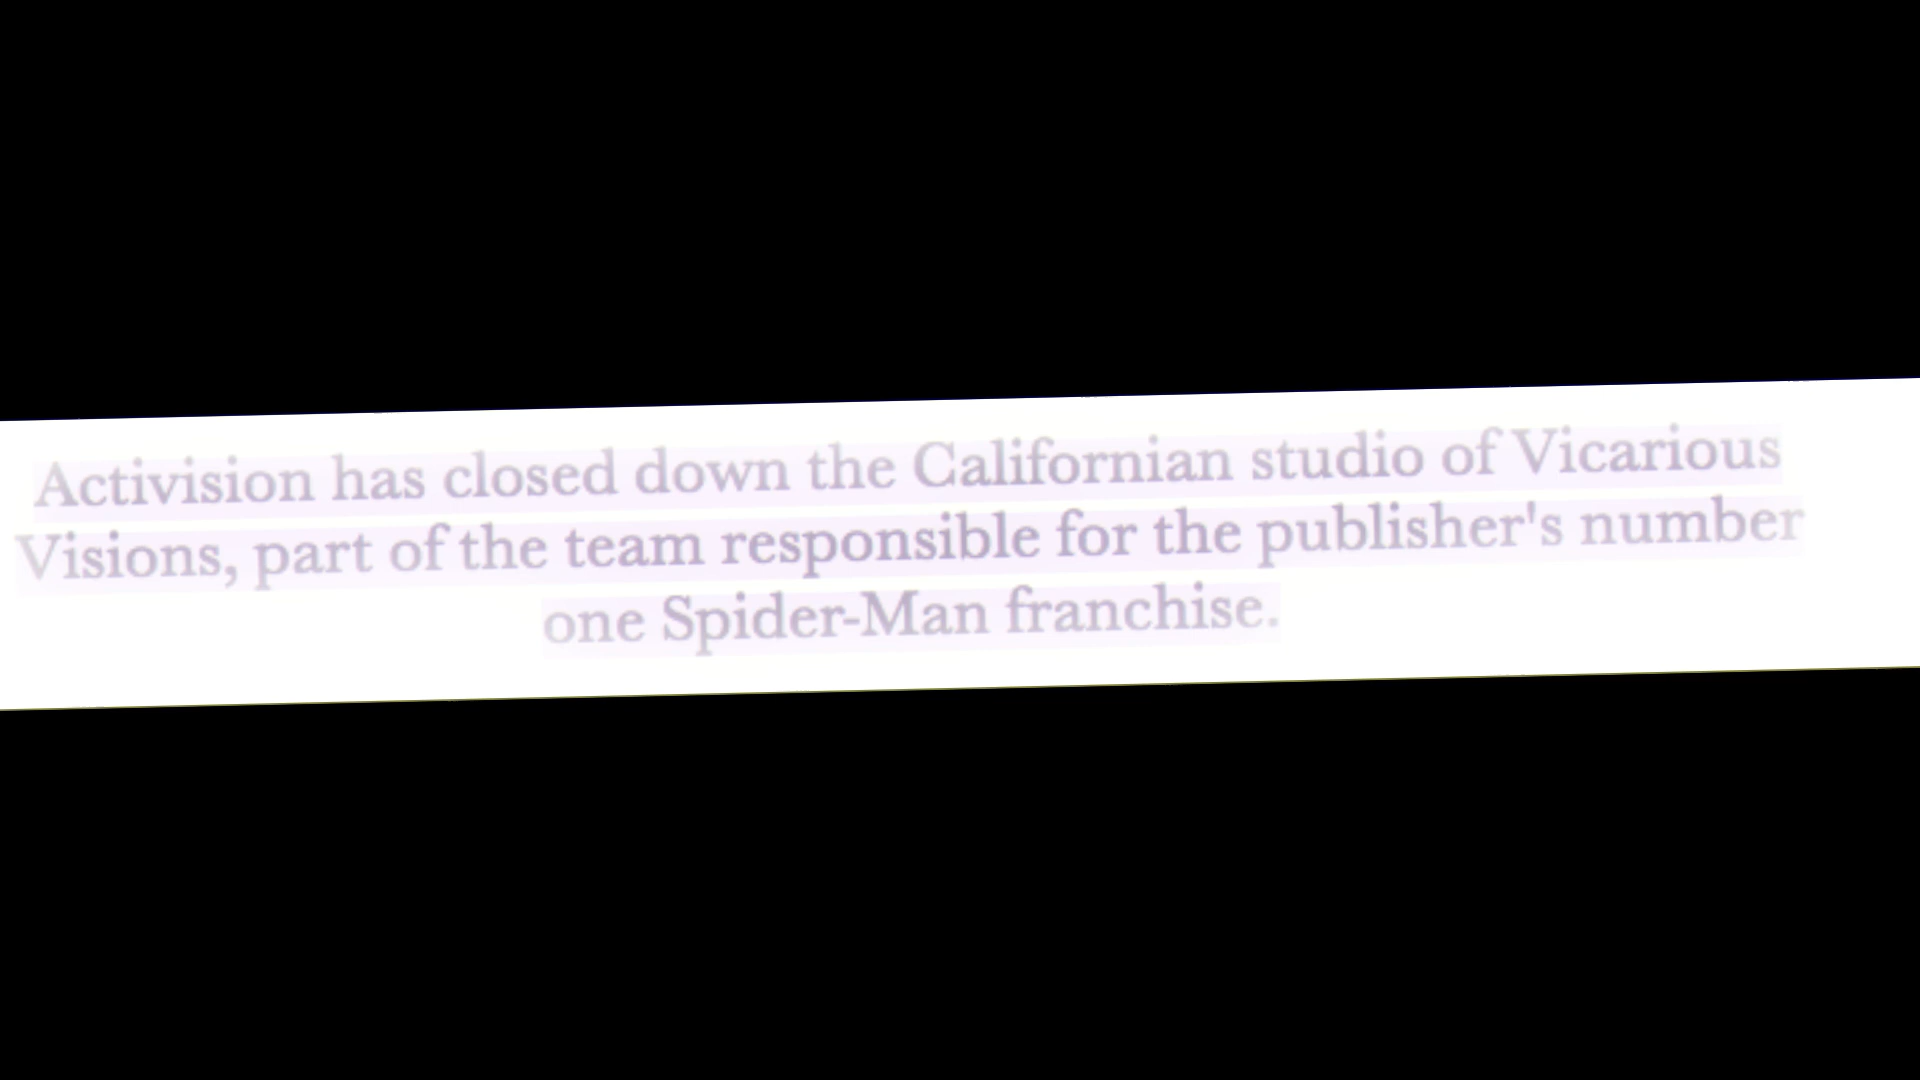 Activision has closed down the Californian studio of Vicarious
Visions, part of the team responsible for the publisher's number
one Spider-Man franchise.